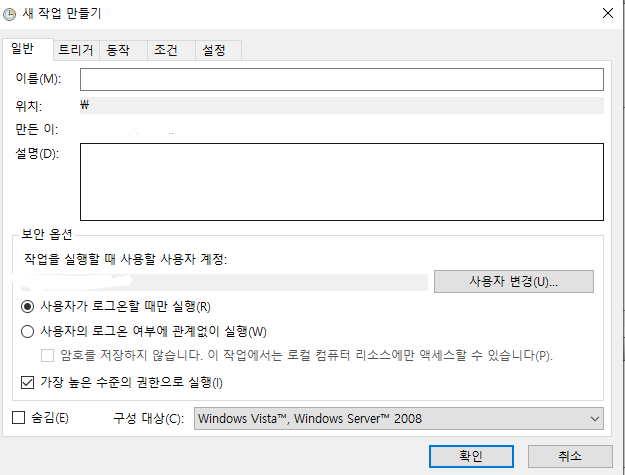 새 작업 만들기
일반 트리거 동작 조건 설정
이름(M):
위치: ₩
만든 이:
설명(D):
보안 옵션
작업을 실행할 때 사용할 사용자 계정:
사용자 변경(U)...
사용자가 로그온할 때만 실행(R)
사용자의 로그온 여부에 관계없이 실행(W)
암호를 저장하지 않습니다. 이 작업에서는 로컬 컴퓨터 리소스에만 액세스할 수 있습니다(P).
가장 높은 수준의 권한으로 실행(I)
숨김(E) 구성 대상(C): Windows Vista™, Windows Server™ 2008
확인 취소